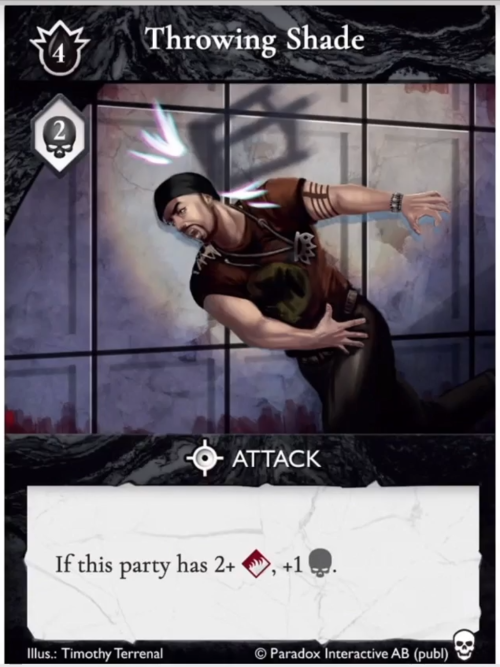 4
Throwing Shade
2
ATTACK
If this party has 2+ , +1 .
Illus.: Timothy Terrenal
© Paradox Interactive AB (publ)